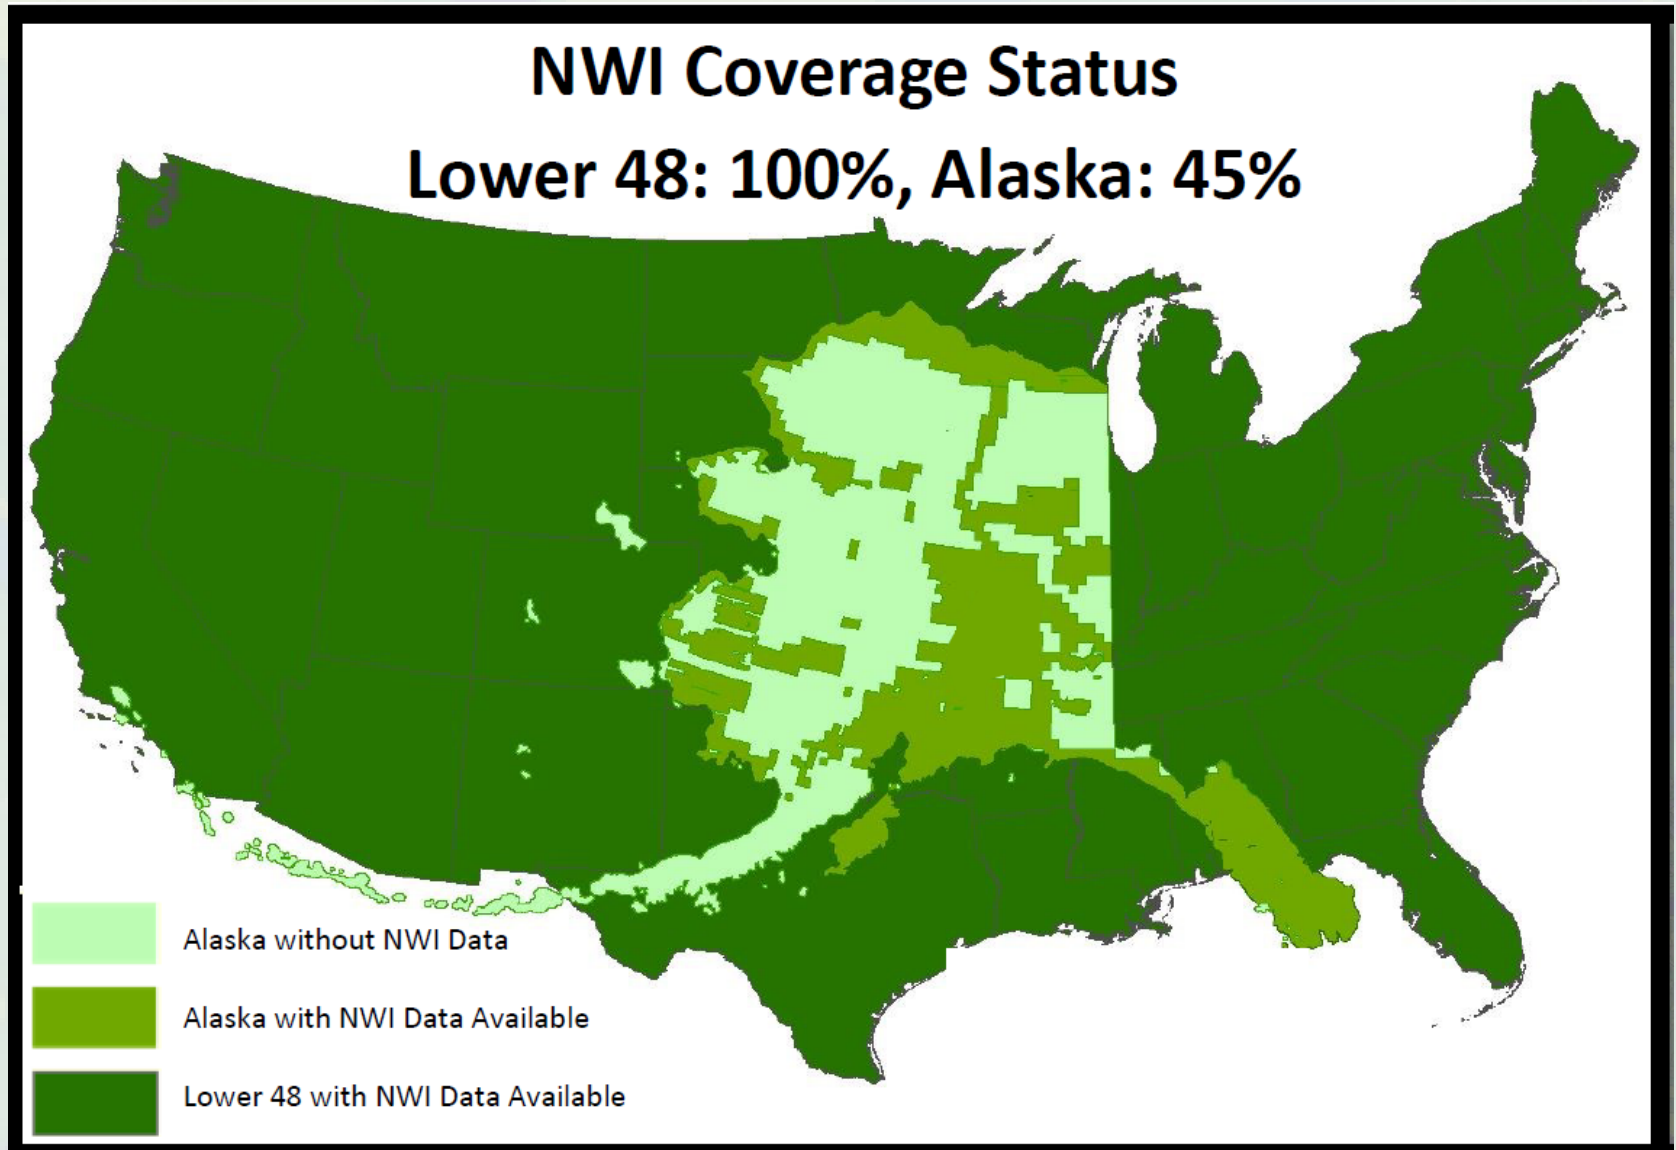 NWI Coverage Status
Lower 48: 100%, Alaska: 45%
Alaska without NWI Data
Alaska with NWI Data Available
Lower 48 with NWI Data Available